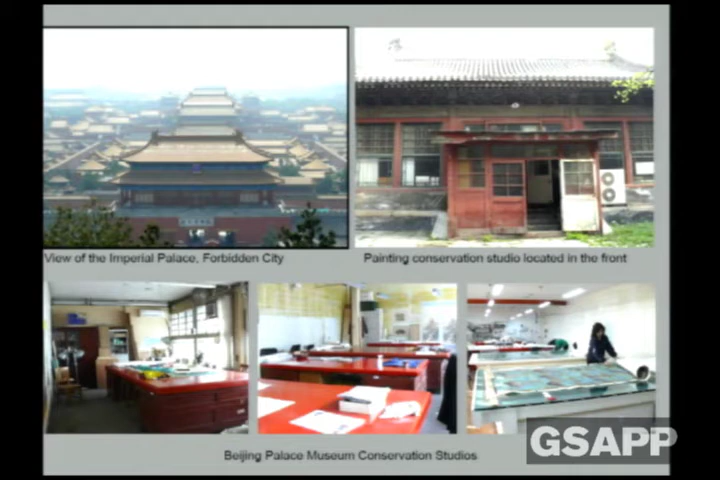 View of the Imperial Palace, Forbidden City
Painting conservation studio located in the front
Beijing Palace Museum Conservation Studios
GSAPP